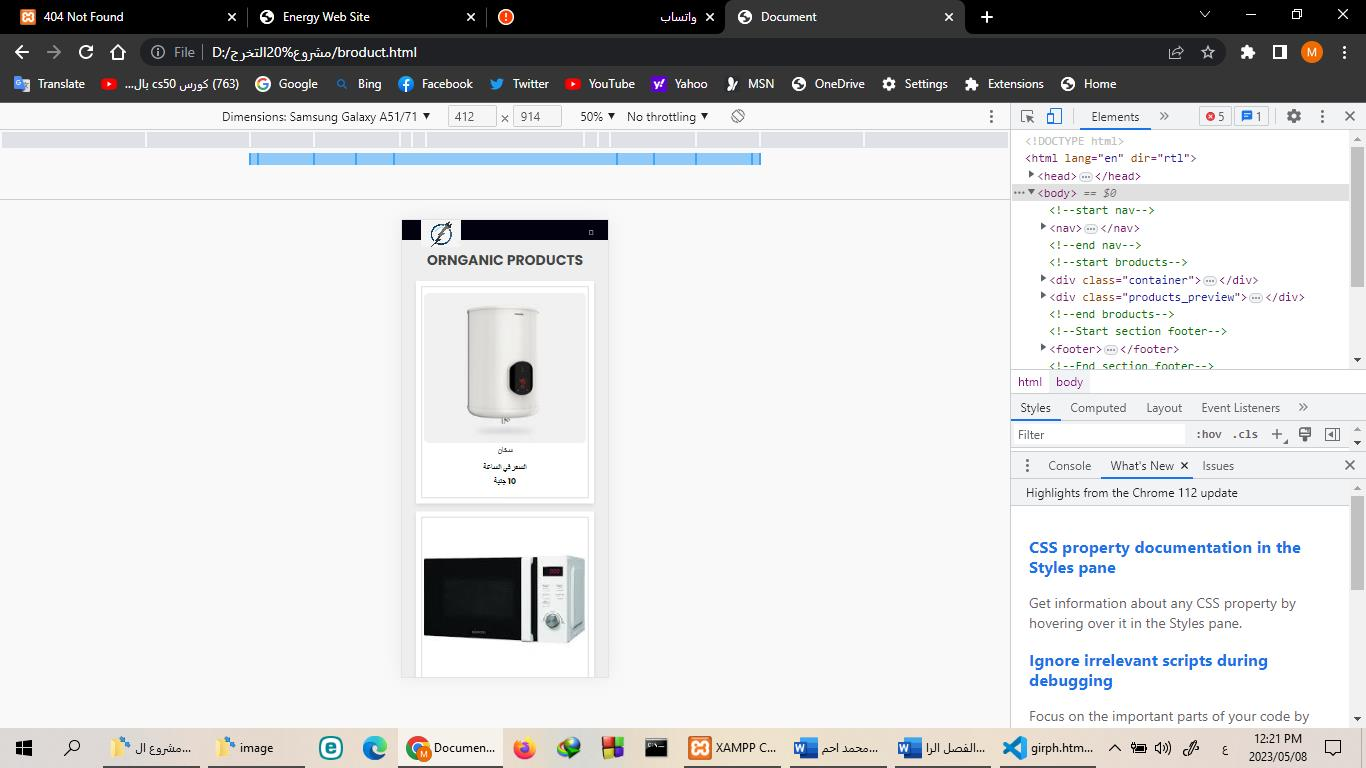 404 Not Found
Energy Web Site
واتساب
Document
File
D:/مشروع%20التخرج/broduct.html
M
Translate
(763) كورس cs50 بال...
Google
Bing
Facebook
Twitter
YouTube
Yahoo
MSN
OneDrive
Settings
Extensions
Home
Dimensions: Samsung Galaxy A51/71
412 × 914
50%
No throttling
Elements
5
1
<!DOCTYPE html>
<html lang="en" dir="rtl">
<head> … </head>
<body> == $0
<!--start nav-->
<nav> … </nav>
<!--end nav-->
<!--start broducts-->
<div class="container"> … </div>
<div class="products_preview"> … </div>
<!--end broducts-->
<!--Start section footer-->
<footer> … </footer>
<!--End section footer-->
html body
Styles Computed Layout Event Listeners
Filter
:hov .cls
Console What's New Issues
Highlights from the Chrome 112 update
CSS property documentation in the
Styles pane
Get information about any CSS property by
hovering over it in the Styles pane.
Ignore irrelevant scripts during
debugging
Focus on the important parts of your code by
ORNGANIC PRODUCTS
سخان
السعر في الساعة
10 جنية
مشروع ال...
image
Documen...
XAMPP C...
محمد احم...
الفصل الرا...
girph.htm...
ع
12:21 PM
2023/05/08